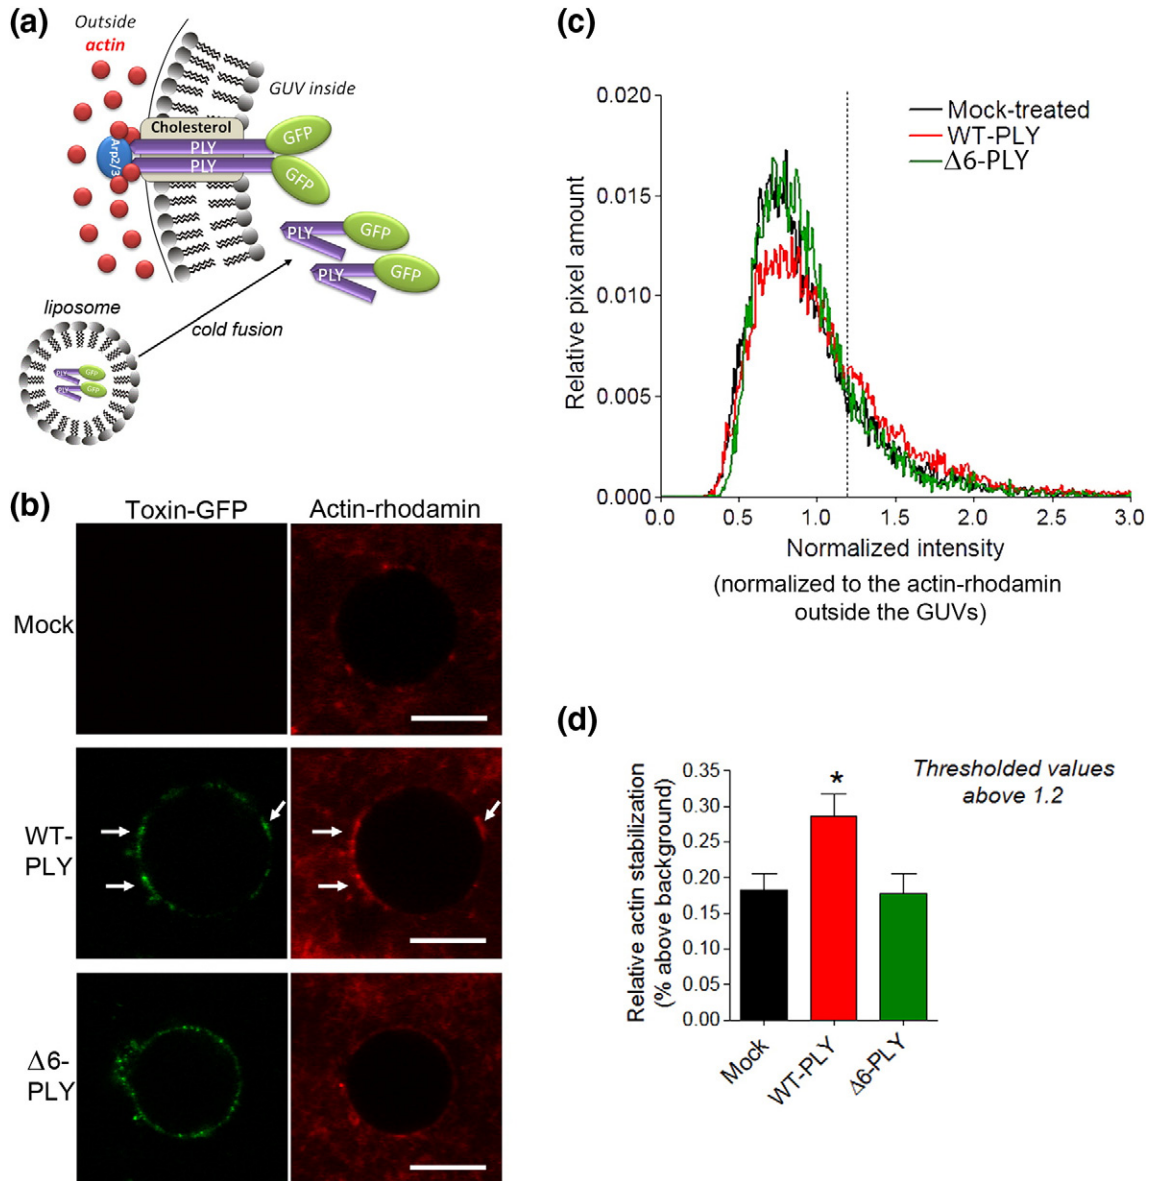 (a)
Outside
actin
GUV inside
Cholesterol
PLY
GFP
Arp2/3
PLY
GFP
PLY
GFP
PLY
GFP
liposome
cold fusion
PLY
GFP
PLY
GFP
(b)
Toxin-GFP
Actin-rhodamin
Mock
WT-
PLY
Δ6-
PLY
(c)
0.020
0.015
0.010
0.005
0.000
Relative pixel amount
Mock-treated
WT-PLY
Δ6-PLY
0.0 0.5 1.0 1.5 2.0 2.5 3.0
Normalized intensity
(normalized to the actin-rhodamin
outside the GUVs)
(d)
Relative actin stabilization
(% above background)
0.35
0.30
0.25
0.20
0.15
0.10
0.05
0.00
*
Thresholded values
above 1.2
Mock
WT-PLY
Δ6-PLY